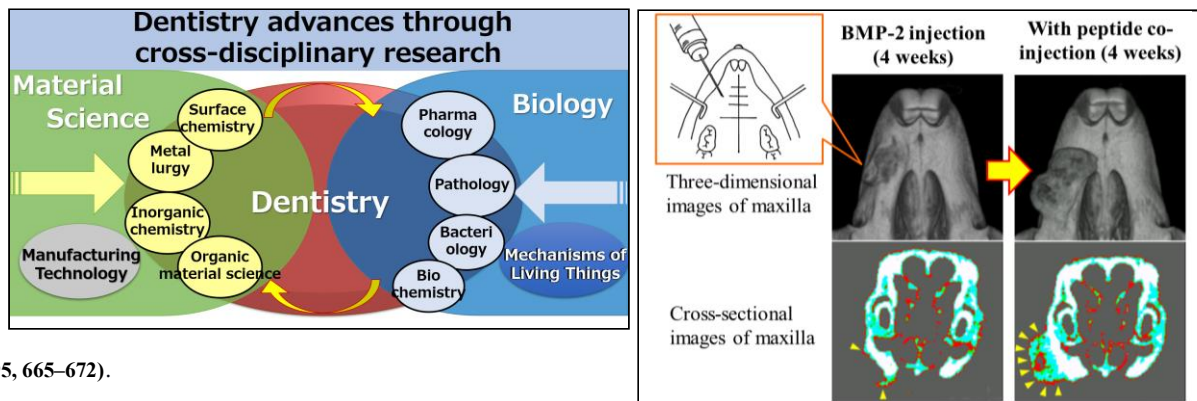 Dentistry advances through
cross-disciplinary research
Material
Science
Surface
chemistry
Metal
lurgy
Inorganic
chemistry
Organic
material science
Manufacturing
Technology
Dentistry
Biology
Pharma
cology
Pathology
Bacteri
ology
Bio
chemistry
Mechanisms of
Living Things
5, 665–672).
BMP-2 injection
(4 weeks)
With peptide co-
injection (4 weeks)
Three-dimensional
images of maxilla
Cross-sectional
images of maxilla